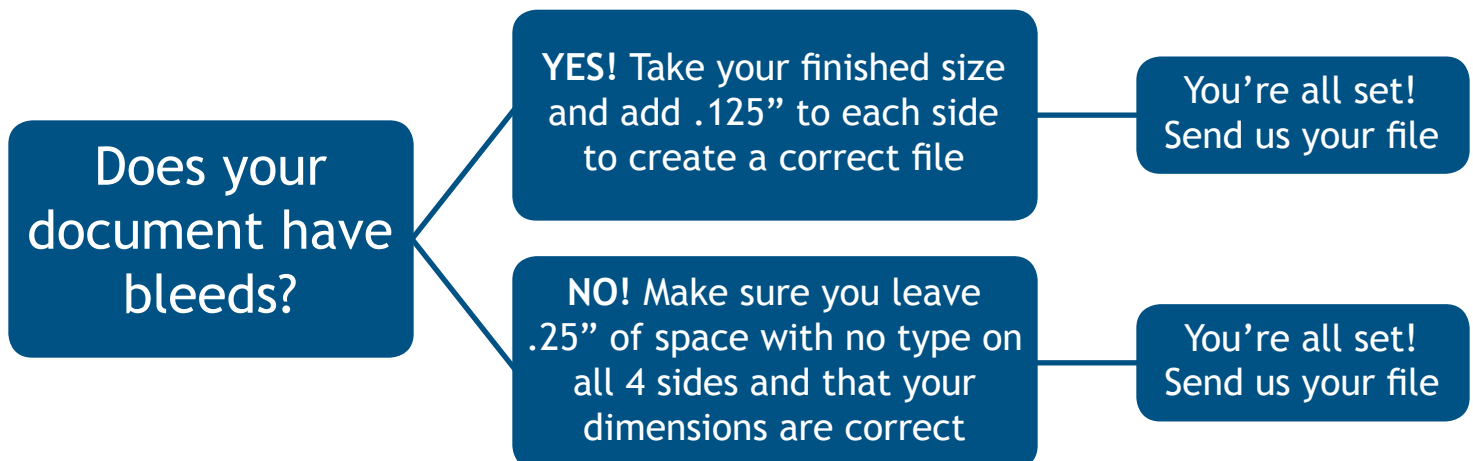 Does your
document have
bleeds?
YES! Take your finished size
and add .125” to each side
to create a correct file
You’re all set!
Send us your file
NO! Make sure you leave
.25” of space with no type on
all 4 sides and that your
dimensions are correct
You’re all set!
Send us your file